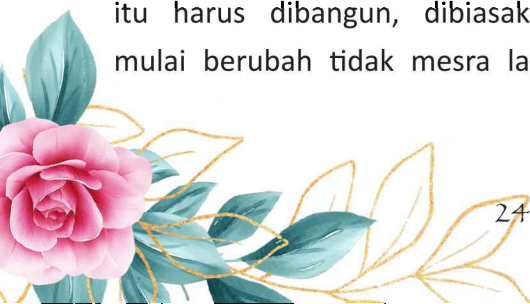 itu harus dibangun, dibiasak
mulai berubah tidak mesra la
24